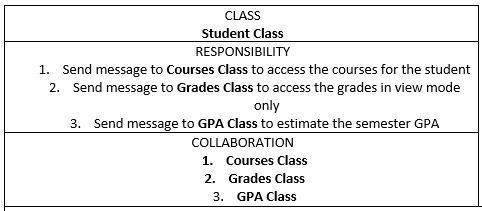 CLASS
Student Class
RESPONSIBILITY
1. Send message to Courses Class to access the courses for the student
2. Send message to Grades Class to access the grades in view mode
only
3. Send message to GPA Class to estimate the semester GPA
COLLABORATION
1. Courses Class
2. Grades Class
3. GPA Class